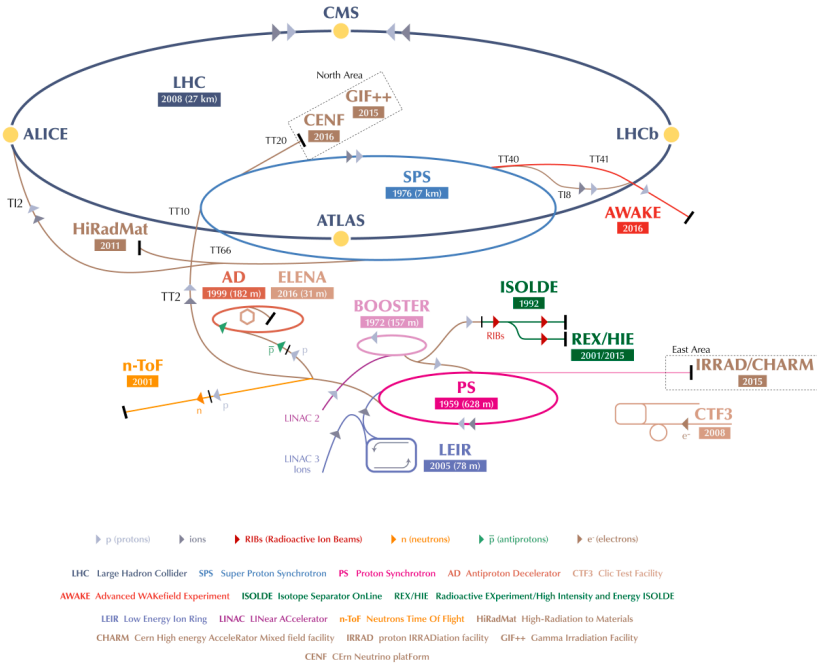 CMS
LHC
2008 (27 km)
North Area
GIF++
2015
CENF
2016
TT20
ALICE
LHCb
TT40
TT41
SPS
1976 (7 km)
TI8
TI2
TT10
AWAKE
2016
HiRadMat
2011
ATLAS
TT66
TT2
AD
1999 (182 m)
ELENA
2016 (31 m)
ISOLDE
1992
BOOSTER
1972 (157 m)
RIBs
REX/HIE
2001/2015
p̅
p
East Area
IRRAD/CHARM
2015
n-ToF
2001
n
p
PS
1959 (628 m)
LINAC 2
CTF3
2008
e-
LEIR
2005 (78 m)
LINAC 3
Ions
p (protons) ions RIBs (Radioactive Ion Beams) n (neutrons) p̅ (antiprotons) e- (electrons)
LHC Large Hadron Collider SPS Super Proton Synchrotron PS Proton Synchrotron AD Antiproton Decelerator CTF3 Clic Test Facility
AWAKE Advanced WAKefield Experiment ISOLDE Isotope Separator OnLine REX/HIE Radioactive EXperiment/High Intensity and Energy ISOLDE
LEIR Low Energy Ion Ring LINAC LINear ACcelerator n-ToF Neutrons Time Of Flight HiRadMat High-Radiation to Materials
CHARM Cern High energy AcceleRator Mixed field facility IRRAD proton IRRADiation facility GIF++ Gamma Irradiation Facility
CENF CErn Neutrino platForm